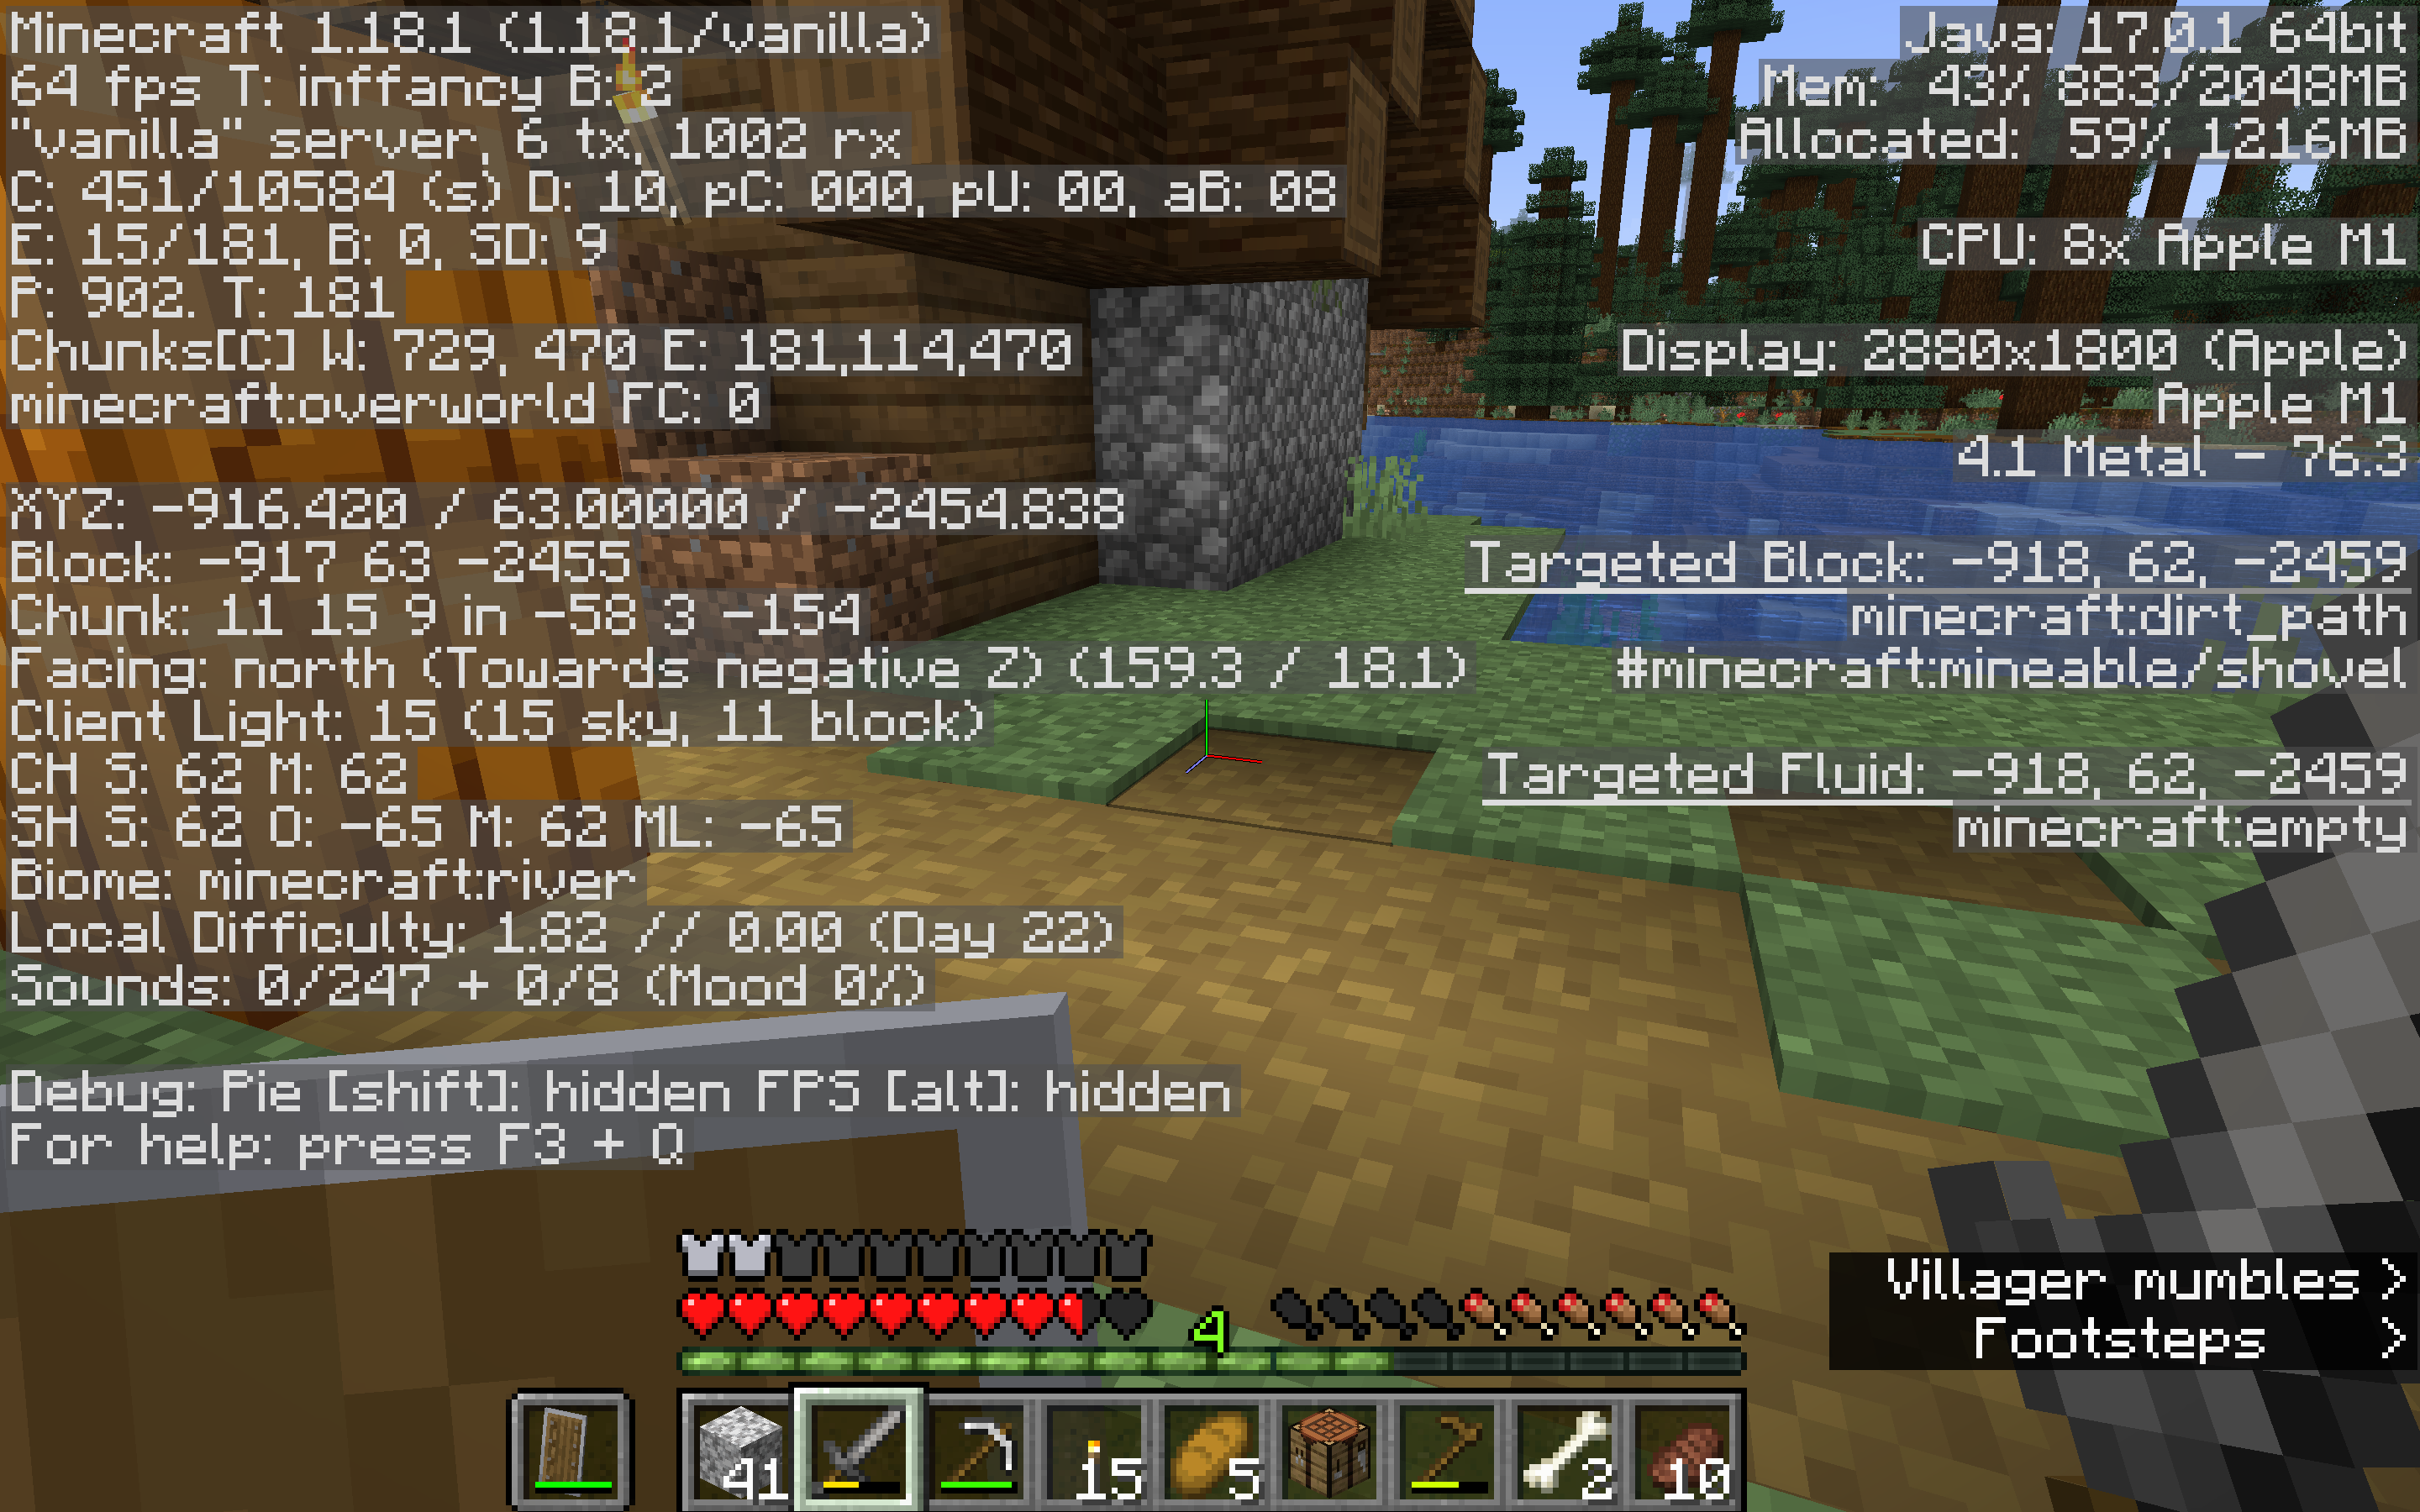 Minecraft 1.18.1 (1.18.1/vanilla)
64 fps T: inffancy B: 2
"vanilla" server, 6 tx, 1002 rx
C: 451/10584 (s) D: 10, pC: 000, pU: 00, aB: 08
E: 15/181, B: 0, SD: 9
P: 902. T: 181
Chunks[C] W: 729, 470 E: 181,114,470
minecraft:overworld FC: 0
XYZ: -916.420 / 63.00000 / -2454.838
Block: -917 63 -2455
Chunk: 11 15 9 in -58 3 -154
Facing: north (Towards negative Z) (159.3 / 18.1)
Client Light: 15 (15 sky, 11 block)
CH S: 62 M: 62
SH S: 62 O: -65 M: 62 ML: -65
Biome: minecraft:river
Local Difficulty: 1.82 // 0.00 (Day 22)
Sounds: 0/247 + 0/8 (Mood 0%)
Debug: Pie [shift]: hidden FPS [alt]: hidden
For help: press F3 + Q
Java: 17.0.1 64bit
Mem: 43% 883/2048MB
Allocated: 59% 1216MB
CPU: 8x Apple M1
Display: 2880x1800 (Apple)
Apple M1
4.1 Metal - 76.3
Targeted Block: -918, 62, -2459
minecraft:dirt_path
#minecraft:mineable/shovel
Targeted Fluid: -918, 62, -2459
minecraft:empty
Villager mumbles >
Footsteps >
4
41 15 5 2 10